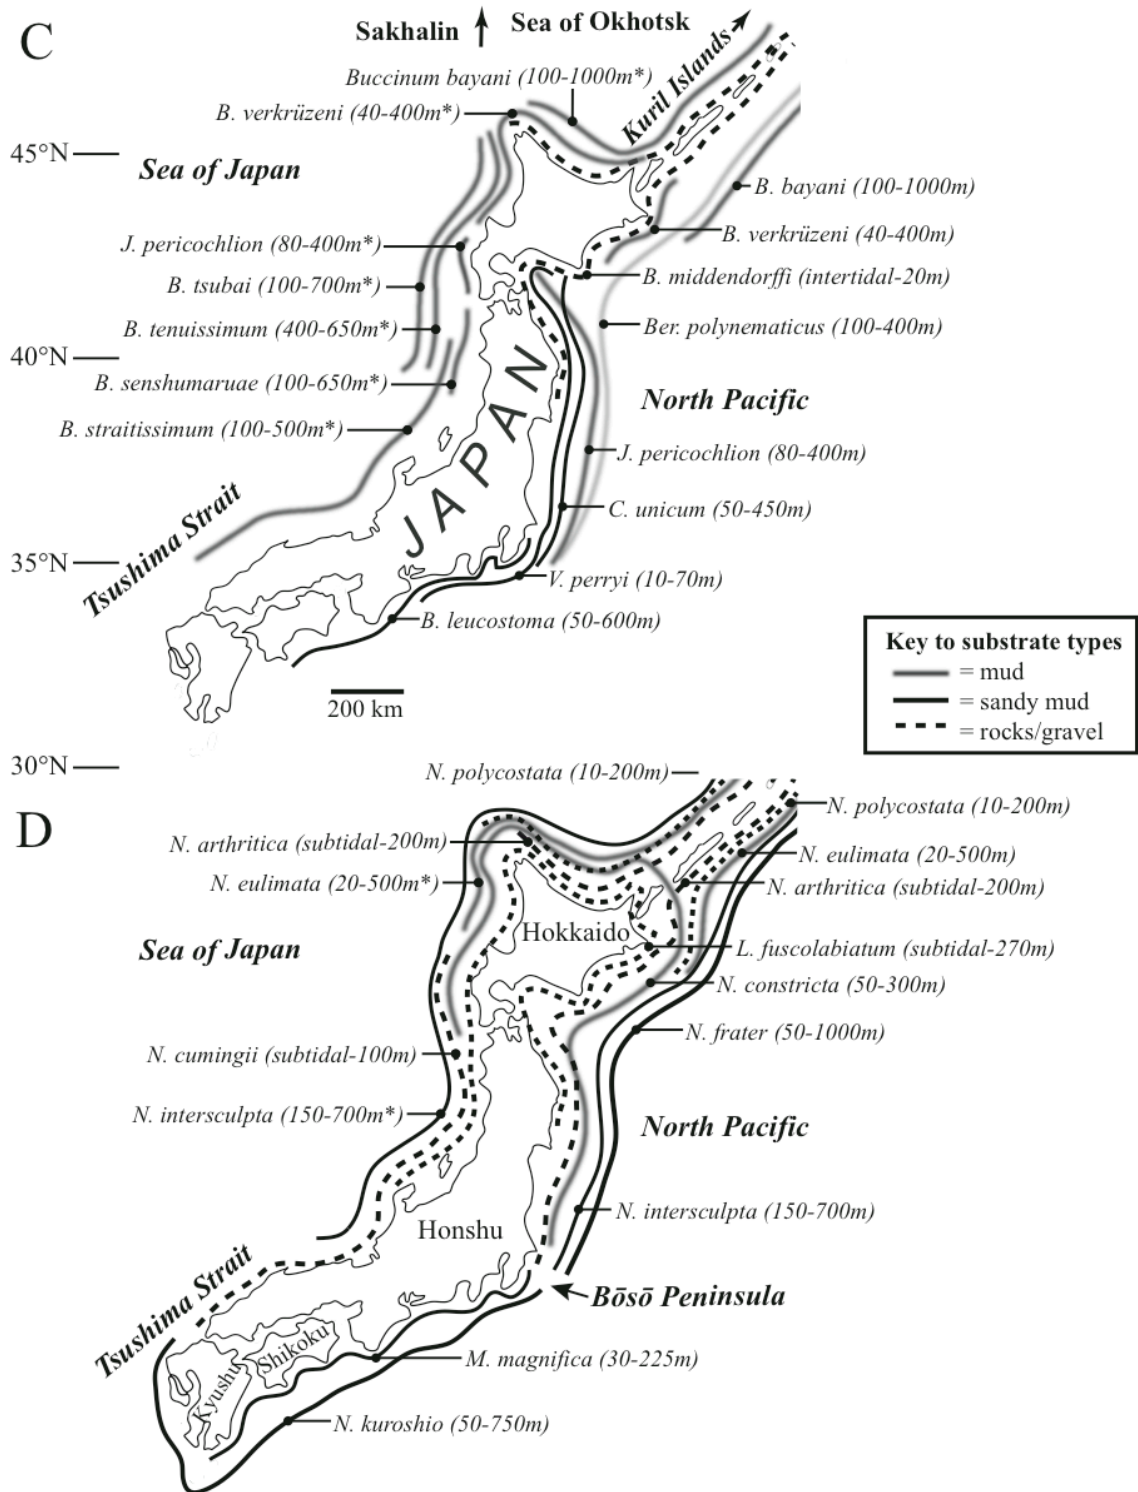 C
Sakhalin
Sea of Okhotsk
Buccinum bayani (100-1000m*)
Kuril Islands
B. verkrüzeni (40-400m*)
45°N
Sea of Japan
B. bayani (100-1000m)
B. verkrüzeni (40-400m)
J. pericochlion (80-400m*)
B. middendorffi (intertidal-20m)
B. tsubai (100-700m*)
B. tenuissimum (400-650m*)
Ber. polynematicus (100-400m)
40°N
B. senshumaruae (100-650m*)
JAPAN
North Pacific
B. straitissimum (100-500m*)
J. pericochlion (80-400m)
C. unicum (50-450m)
Tsushima Strait
35°N
V. perryi (10-70m)
B. leucostoma (50-600m)
Key to substrate types
= mud
= sandy mud
= rocks/gravel
200 km
30°N
N. polycostata (10-200m)
D
N. polycostata (10-200m)
N. arthritica (subtidal-200m)
N. eulimata (20-500m)
N. eulimata (20-500m*)
N. arthritica (subtidal-200m)
Hokkaido
Sea of Japan
L. fuscolabiatum (subtidal-270m)
N. constricta (50-300m)
N. frater (50-1000m)
N. cumingii (subtidal-100m)
N. intersculpta (150-700m*)
North Pacific
N. intersculpta (150-700m)
Honshu
Tsushima Strait
Bōsō Peninsula
Shikoku
M. magnifica (30-225m)
Kyushu
N. kuroshio (50-750m)